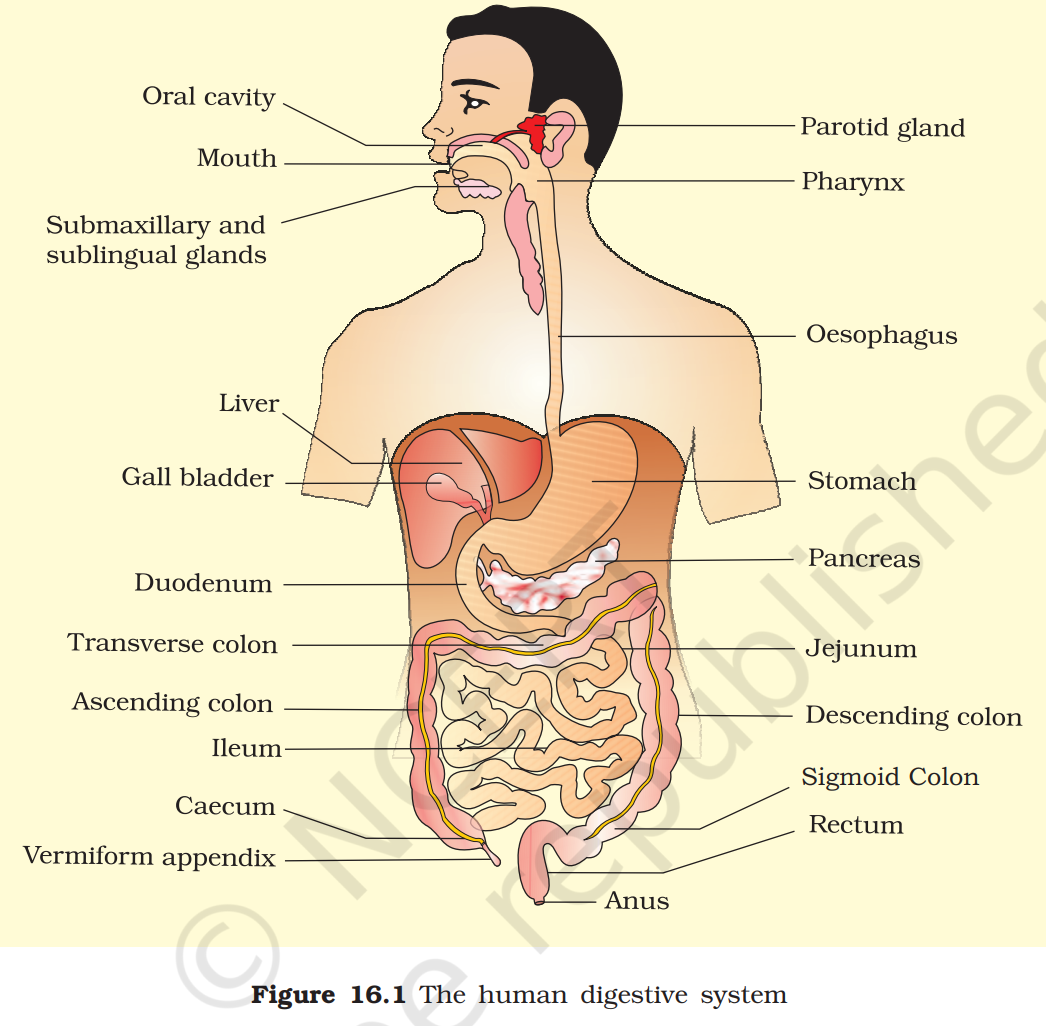 Oral cavity
Mouth
Submaxillary and
sublingual glands
Liver
Gall bladder
Duodenum
Transverse colon
Ascending colon
Ileum
Caecum
Vermiform appendix
Parotid gland
Pharynx
Oesophagus
Stomach
Pancreas
Jejunum
Descending colon
Sigmoid Colon
Rectum
Anus
© NCERT
e republished
Figure 16.1 The human digestive system